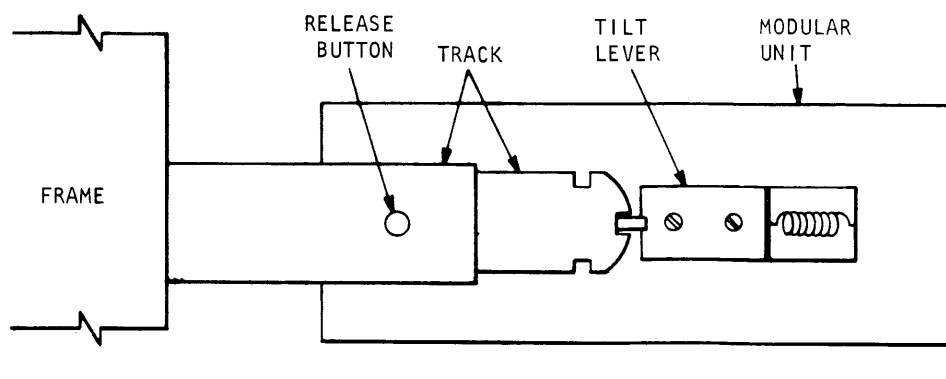 RELEASE
BUTTON
TRACK
TILT
LEVER
MODULAR
UNIT
FRAME